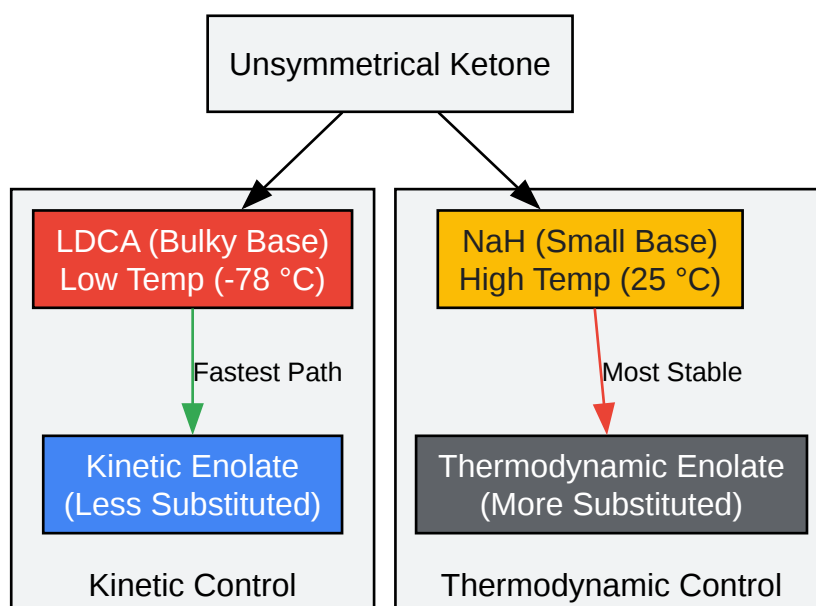 Unsymmetrical Ketone
LDCA (Bulky Base)
Low Temp (-78 °C)
Fastest Path
Kinetic Enolate
(Less Substituted)
Kinetic Control
NaH (Small Base)
High Temp (25 °C)
Most Stable
Thermodynamic Enolate
(More Substituted)
Thermodynamic Control